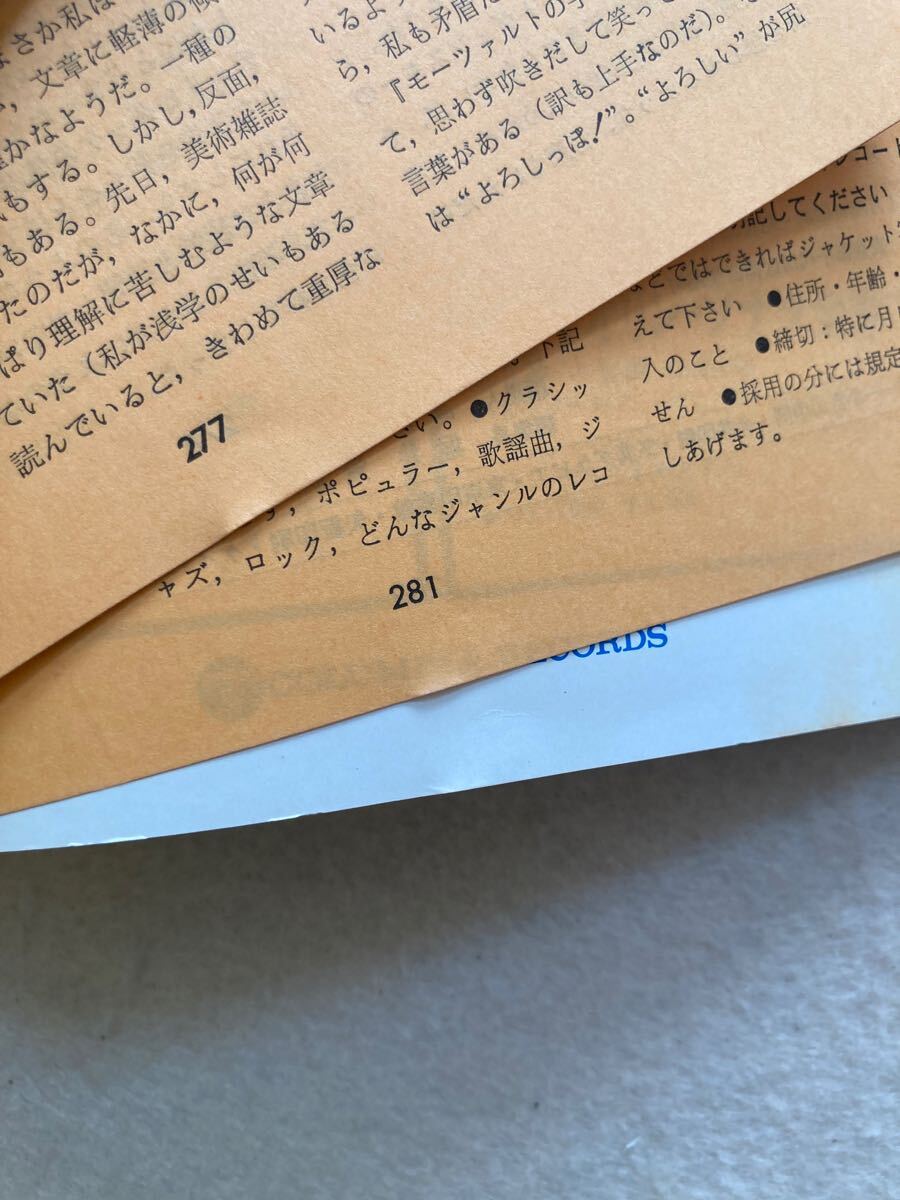 さか私は
文章に軽薄の
なようだ。一種の
もする。しかし,反面,
もある。先日，美術雑誌
たのだが，なかに，何が何
ぱり理解に苦しむような文章
ていた（私が浅学のせいもある
読んでいると，きわめて重厚な
277
いるよう
ら，私も矛盾
『モーツァルトの手
て，思わず吹きだして笑っ
言葉がある（訳も上手なのだ）。
は“よろしっぽ！”。“よろしい”が尻
下記
さい。●クラシッ
ポピュラー，歌謡曲，ジ
ャズ，ロック，どんなジャンルのレコ
コート
記してください
ではできればジャケット
えて下さい ●住所・年齢・
入のこと ●締切：特に月
せん ●採用の分には規定
しあげます。
281
CORDS